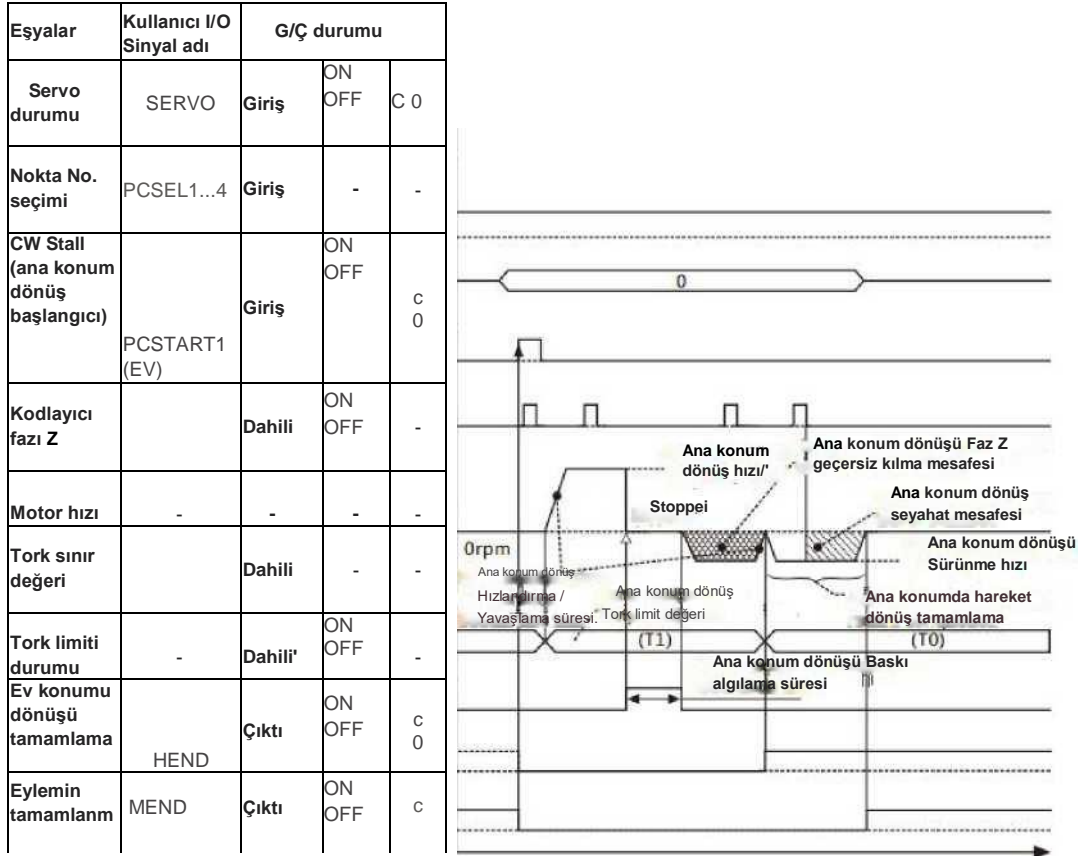 Eşyalar
Kullanıcı I/O
Sinyal adı
G/Ç durumu
Servo
durumu
SERVO
Giriş
ON
OFF
C 0
Nokta No.
seçimi
PCSEL1...4
Giriş
-
-
CW Stall
(ana konum
dönüş
başlangıcı)
PCSTART1
(EV)
Giriş
ON
OFF
c
0
Kodlayıcı
fazı Z
Dahili
ON
OFF
-
Motor hızı
-
-
-
-
Tork sınır
değeri
Dahili
-
-
Tork limiti
durumu
-
Dahili'
ON
OFF
-
Ev konumu
dönüşü
tamamlama
HEND
Çıktı
ON
OFF
c
0
Eylemin
tamamlanm
MEND
Çıktı
ON
OFF
c
0
Ana konum
dönüş hızı/'
Ana konum dönüşü Faz Z
geçersiz kılma mesafesi
Stoppei
Ana konum dönüş
seyahat mesafesi
0rpm
Ana konum dönüşü
Sürünme hızı
Ana konum dönüş
Hızlandırma /
Yavaşlama süresi.
Ana konum dönüş
Tork limit değeri
Ana konumda hareket
dönüş tamamlama
(T1)
(T0)
Ana konum dönüşü Baskı
algılama süresi